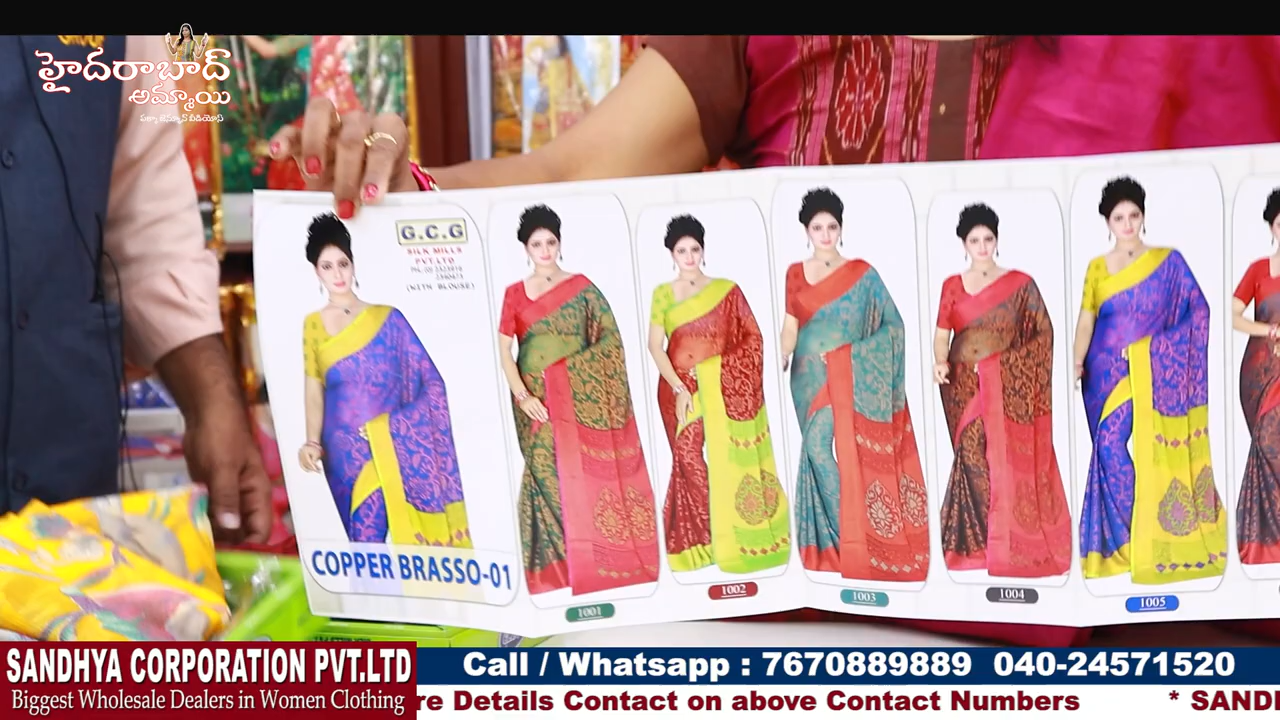 హైదరాబాద్
అమ్మాయి
పక్కా జెన్యూన్ వీడియోస్
G.C.G
SILK MILLS
PVT.LTD
(WITH BLOUSE)
COPPER BRASSO-01
1001
1002
1003
1004
1005
SANDHYA CORPORATION PVT.LTD
Biggest Wholesale Dealers in Women Clothing
Call / Whatsapp : 7670889889 040-24571520
re Details Contact on above Contact Numbers * SAND